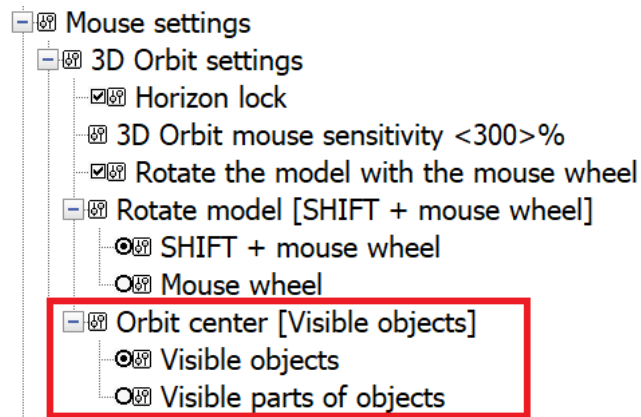 Mouse settings
3D Orbit settings
Horizon lock
3D Orbit mouse sensitivity <300>%
Rotate the model with the mouse wheel
Rotate model [SHIFT + mouse wheel]
SHIFT + mouse wheel
Mouse wheel
Orbit center [Visible objects]
Visible objects
Visible parts of objects